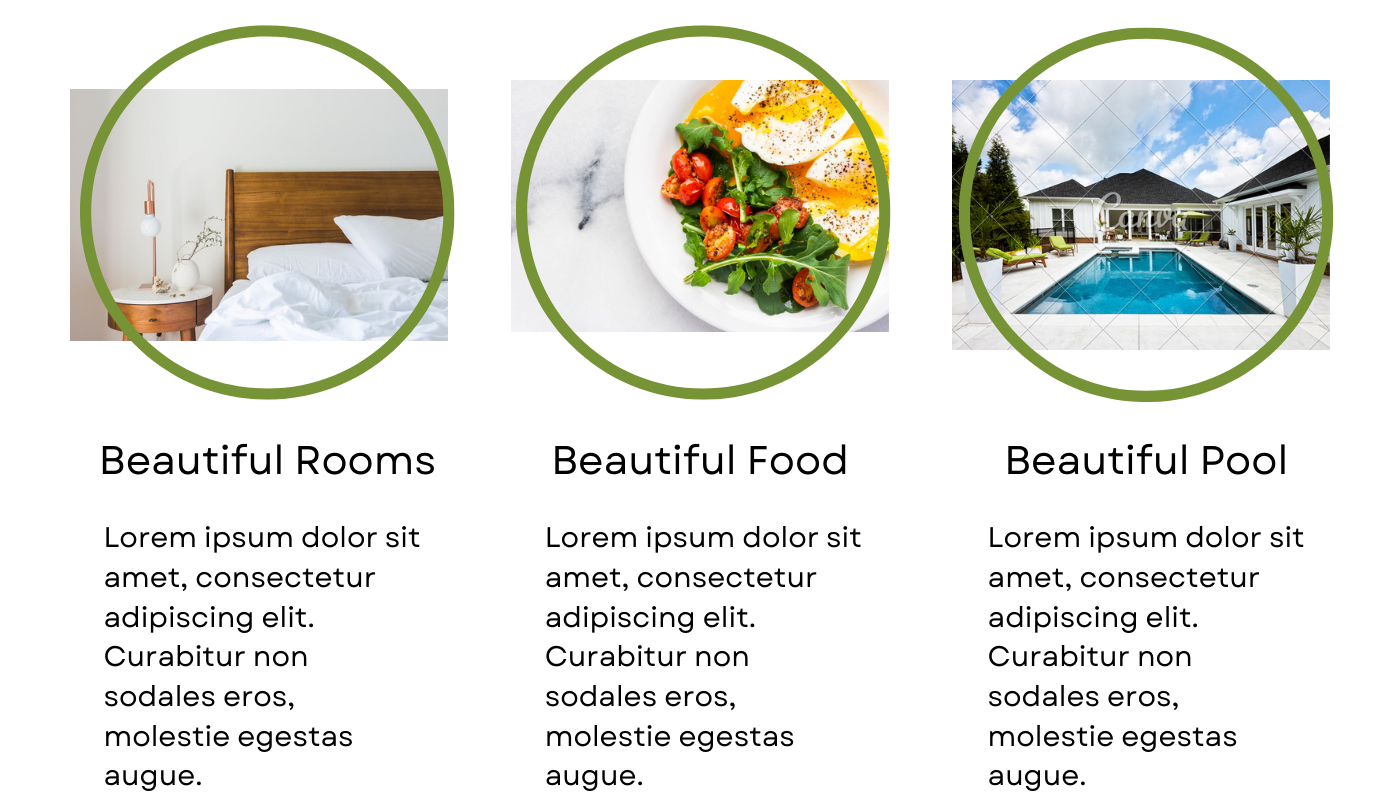 Canva
Beautiful Rooms
Beautiful Food
Beautiful Pool
Lorem ipsum dolor sit
amet, consectetur
adipiscing elit.
Curabitur non
sodales eros,
molestie egestas
augue.
Lorem ipsum dolor sit
amet, consectetur
adipiscing elit.
Curabitur non
sodales eros,
molestie egestas
augue.
Lorem ipsum dolor sit
amet, consectetur
adipiscing elit.
Curabitur non
sodales eros,
molestie egestas
augue.